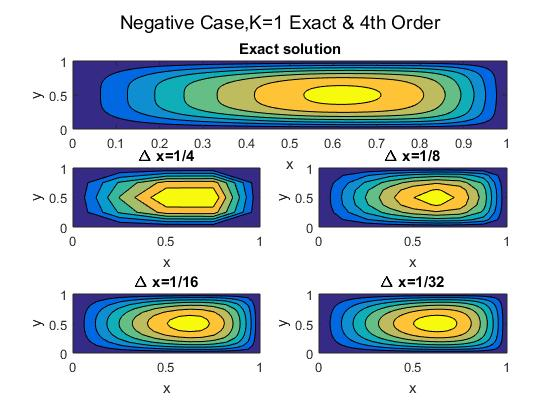 Negative Case,K=1 Exact & 4th Order
Exact solution
y
1
0.5
0
0 0.1 0.2 0.3 0.4 0.5 0.6 0.7 0.8 0.9 1
x
Δ x=1/4
y
1
0.5
0
0 0.5 1
x
Δ x=1/8
y
1
0.5
0
0 0.5 1
x
Δ x=1/16
y
1
0.5
0
0 0.5 1
x
Δ x=1/32
y
1
0.5
0
0 0.5 1
x